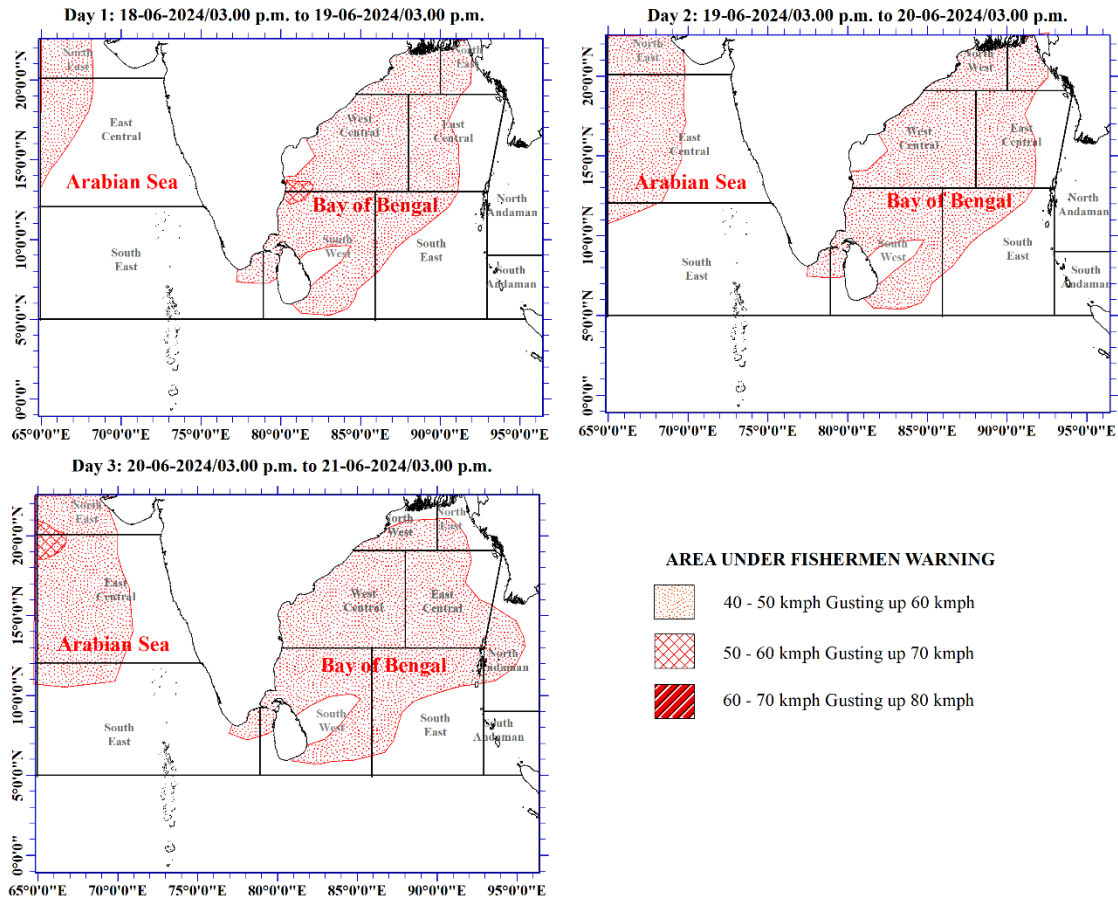 Day 1: 18-06-2024/03.00 p.m. to 19-06-2024/03.00 p.m.
20°0'0"N
15°0'0"N
10°0'0"N
5°0'0"N
0°0'0"
North
East
East
Central
Arabian Sea
South
East
North
East
West
Central
East
Central
Bay of Bengal
South
West
South
East
North
Andaman
South
Andaman
65°0'0"E 70°0'0"E 75°0'0"E 80°0'0"E 85°0'0"E 90°0'0"E 95°0'0"E
Day 2: 19-06-2024/03.00 p.m. to 20-06-2024/03.00 p.m.
20°0'0"N
15°0'0"N
10°0'0"N
5°0'0"N
0°0'0"
North
East
East
Central
Arabian Sea
South
East
North
West
West
Central
East
Central
Bay of Bengal
South
West
South
East
North
Andaman
South
Andaman
65°0'0"E 70°0'0"E 75°0'0"E 80°0'0"E 85°0'0"E 90°0'0"E 95°0'0"E
Day 3: 20-06-2024/03.00 p.m. to 21-06-2024/03.00 p.m.
20°0'0"N
15°0'0"N
10°0'0"N
5°0'0"N
0°0'0"
North
East
East
Central
Arabian Sea
South
East
North
West
North
East
West
Central
East
Central
Bay of Bengal
South
West
South
East
North
Andaman
South
Andaman
65°0'0"E 70°0'0"E 75°0'0"E 80°0'0"E 85°0'0"E 90°0'0"E 95°0'0"E
AREA UNDER FISHERMEN WARNING
40 - 50 kmph Gusting up 60 kmph
50 - 60 kmph Gusting up 70 kmph
60 - 70 kmph Gusting up 80 kmph